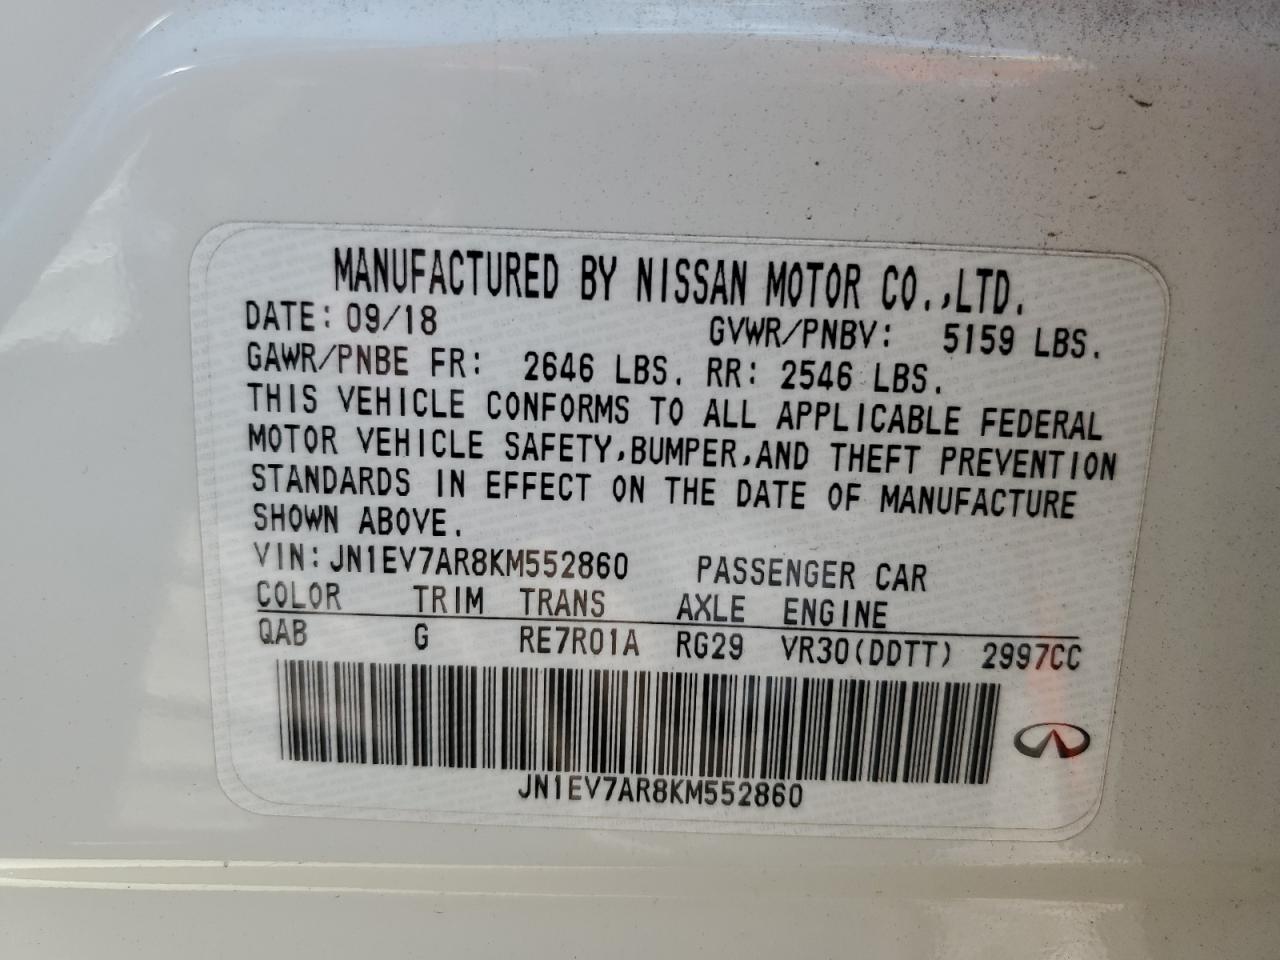 MANUFACTURED BY NISSAN MOTOR CO.,LTD.
DATE: 09/18 GVWR/PNBV: 5159 LBS.
GAWR/PNBE FR: 2646 LBS. RR: 2546 LBS.
THIS VEHICLE CONFORMS TO ALL APPLICABLE FEDERAL
MOTOR VEHICLE SAFETY,BUMPER,AND THEFT PREVENTION
STANDARDS IN EFFECT ON THE DATE OF MANUFACTURE
SHOWN ABOVE.
VIN:JN1EV7AR8KM552860 PASSENGER CAR
COLOR TRIM TRANS AXLE ENGINE
QAB G RE7R01A RG29 VR30(DDTT) 2997CC
JN1EV7AR8KM552860